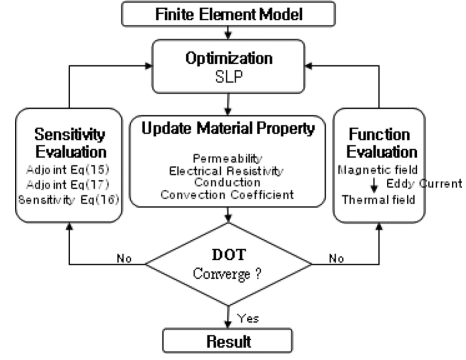 Finite Element Model
Optimization
SLP
Sensitivity
Evaluation
Adjoint Eq(15)
Adjoint Eq(17)
Sensitivity Eq(16)
Update Material Property
Permeability
Electrical Resistivity
Conduction
Convection Coefficient
Function
Evaluation
Magnetic field
Eddy Current
Thermal field
No
DOT
Converge ?
No
Yes
Result